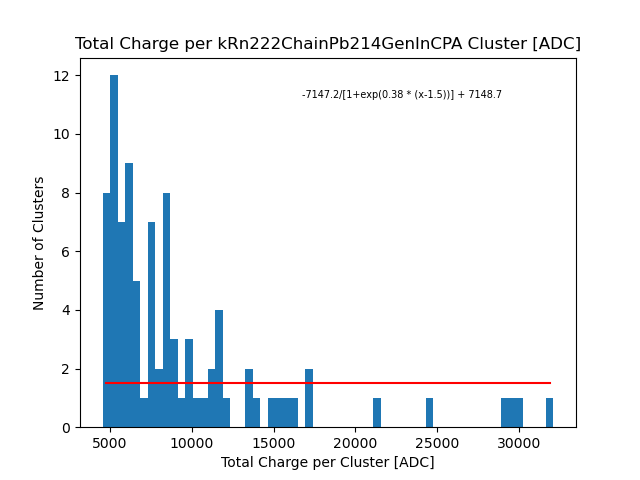 Total Charge per kRn222ChainPb214GenInCPA Cluster [ADC]
-7147.2/[1+exp(0.38 * (x-1.5))] + 7148.7
12
10
8
6
4
2
0
Number of Clusters
5000 10000 15000 20000 25000 30000
Total Charge per Cluster [ADC]